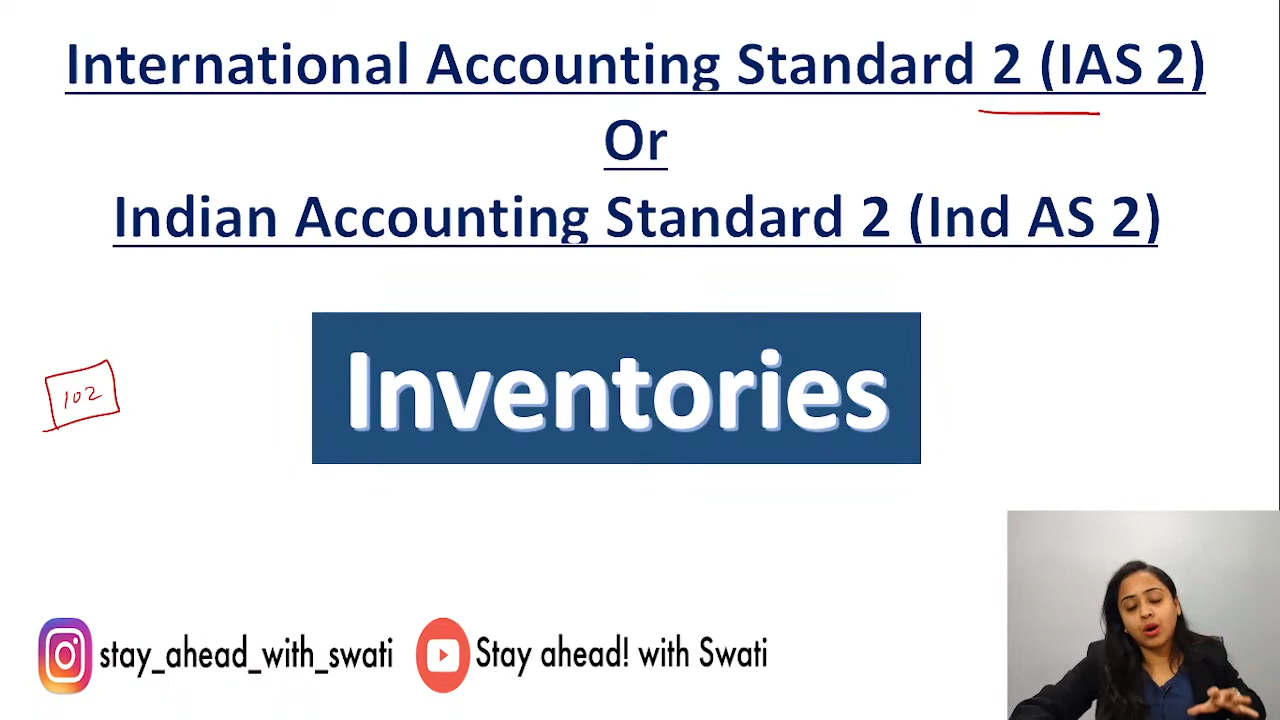 International Accounting Standard 2 (IAS 2)
Or
Indian Accounting Standard 2 (Ind AS 2)
Inventories
102
stay_ahead_with_swati
Stay ahead! with Swati